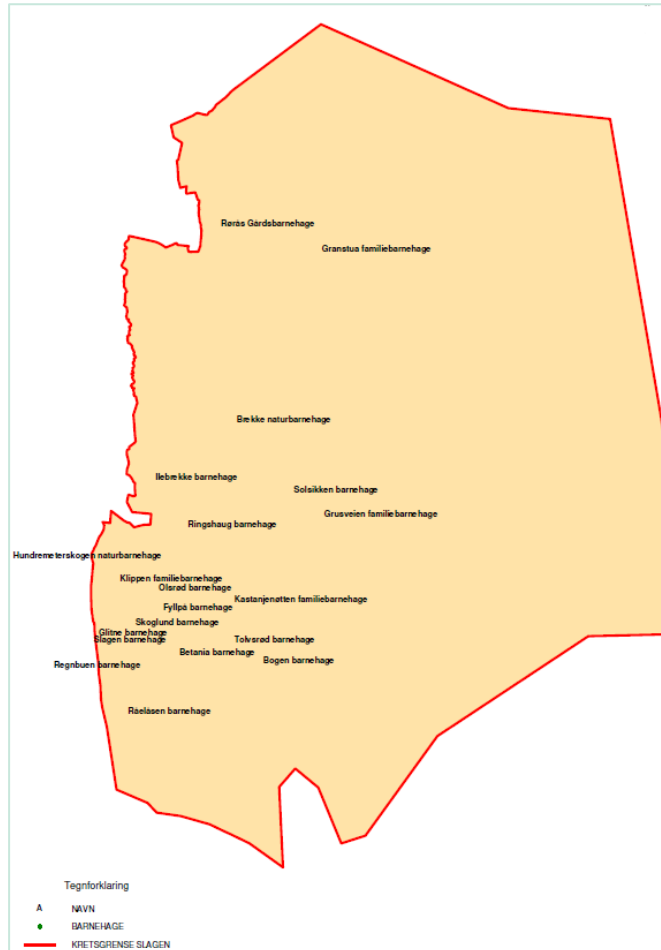 Rørås Gårdsbarnehage
Granstua familiebarnehage
Brekke naturbarnehage
Ilebrekke barnehage
Solsikken barnehage
Grusveien familiebarnehage
Ringshaug barnehage
Hundremeterskogen naturbarnehage
Klippen familiebarnehage
Olsrød barnehage
Kastanjenøtten familiebarnehage
Fyllpå barnehage
Skoglund barnehage
Glitne barnehage
Slagen barnehage
Tolvsrød barnehage
Betania barnehage
Bogen barnehage
Regnbuen barnehage
Råelåsen barnehage
Tegnforklaring
A NAVN
BARNEHAGE
KRETSGRENSE SLAGEN